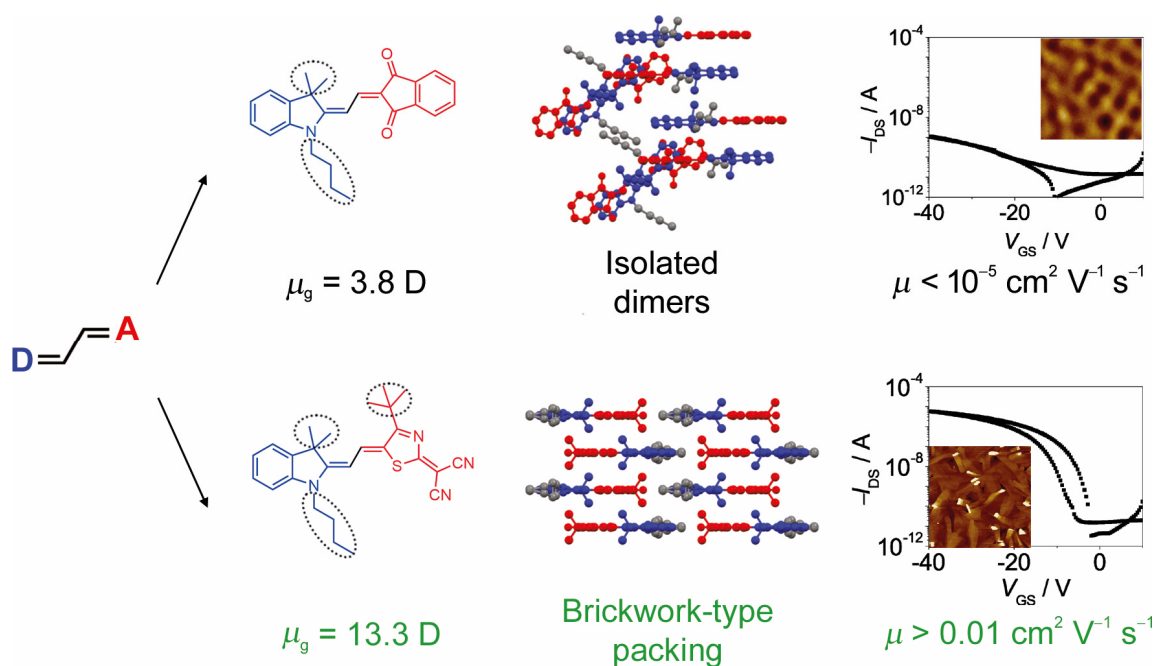 O
N
O
μg = 3.8 D
Isolated
dimers
10⁻⁴
10⁻⁸
10⁻¹²
–IDS / A
-40
-20
0
VGS / V
μ < 10⁻⁵ cm² V⁻¹ s⁻¹
D
A
N
N
S
CN
CN
μg = 13.3 D
Brickwork-type
packing
10⁻⁴
10⁻⁸
10⁻¹²
–IDS / A
-40
-20
0
VGS / V
μ > 0.01 cm² V⁻¹ s⁻¹